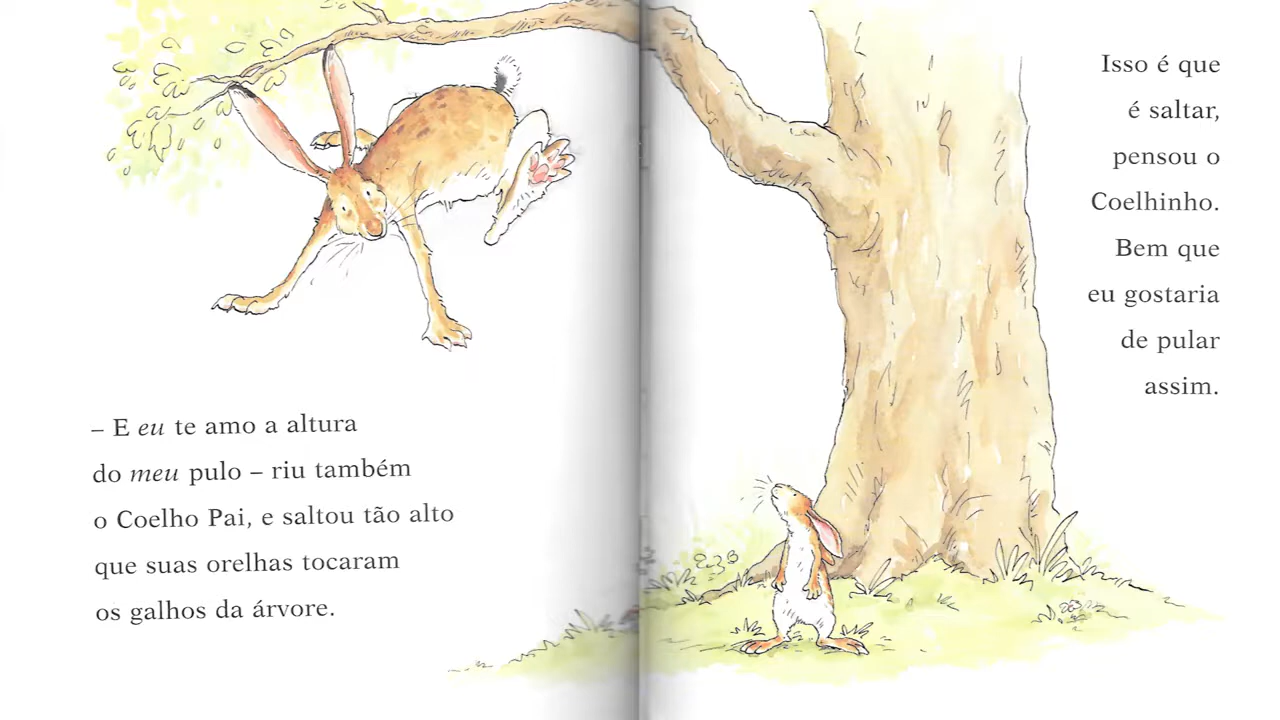 – E eu te amo a altura
do meu pulo – riu também
o Coelho Pai, e saltou tão alto
que suas orelhas tocaram
os galhos da árvore.
Isso é que
é saltar,
pensou o
Coelhinho.
Bem que
eu gostaria
de pular
assim.